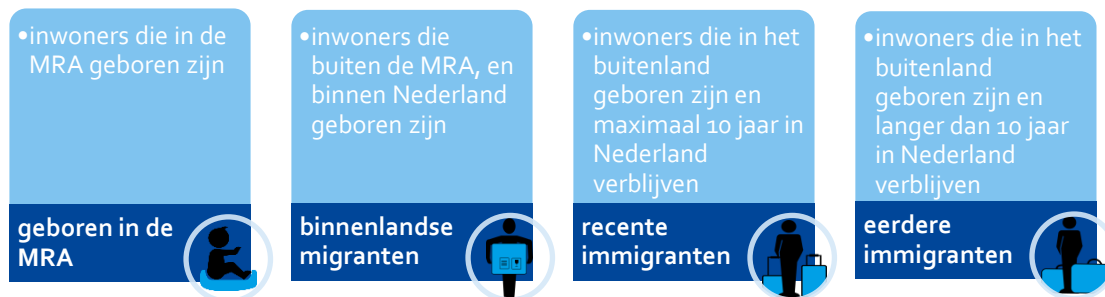 •inwoners die in de
MRA geboren zijn
geboren in de
MRA
•inwoners die
buiten de MRA, en
binnen Nederland
geboren zijn
binnenlandse
migranten
•inwoners die in het
buitenland
geboren zijn en
maximaal 10 jaar in
Nederland
verblijven
recente
immigranten
•inwoners die in het
buitenland
geboren zijn en
langer dan 10 jaar
in Nederland
verblijven
eerdere
immigranten